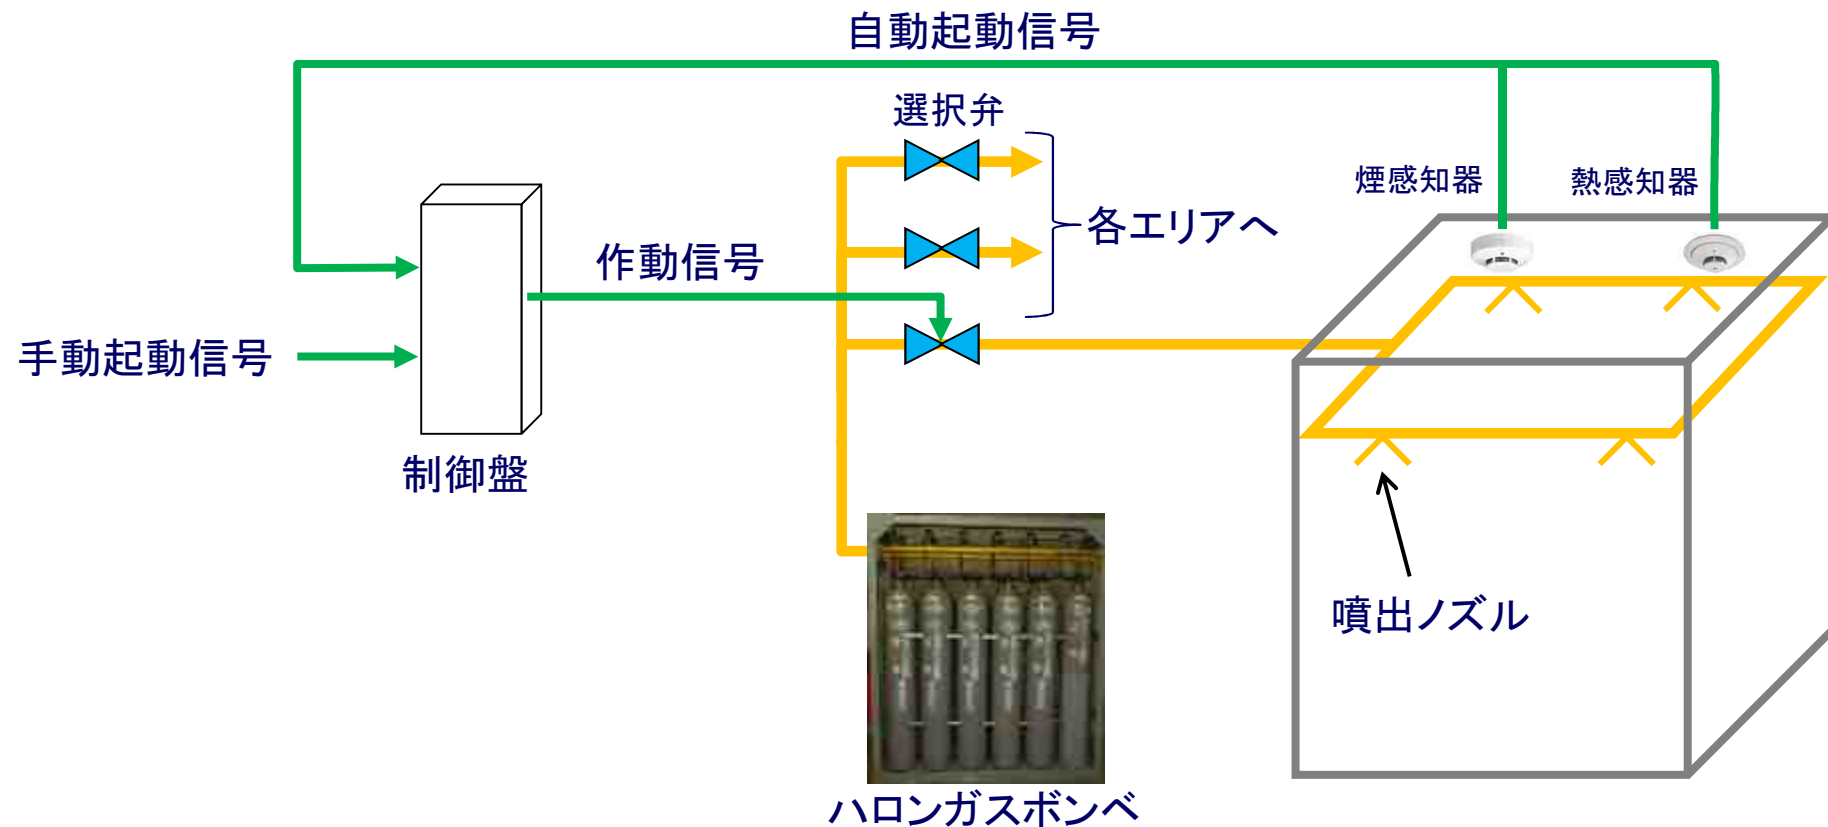 自動起動信号
選択弁
煙感知器
熱感知器
各エリアへ
作動信号
手動起動信号
制御盤
噴出ノズル
ハロンガスボンベ